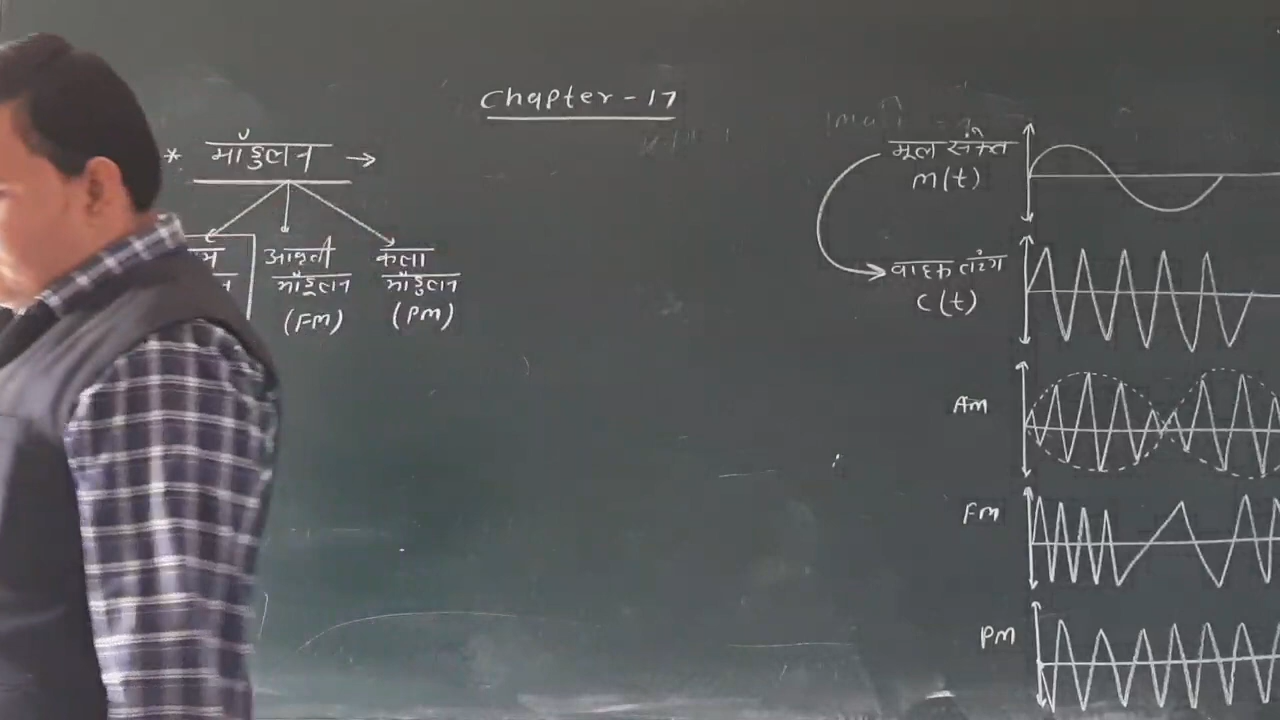 Chapter - 17
* मॉडुलन →
आवृती
मॉडूलन
(FM)
कला
मॉडुलन
(PM)
मूल संकेत
m(t)
वाहक तरंग
C(t)
Am
Fm
PM